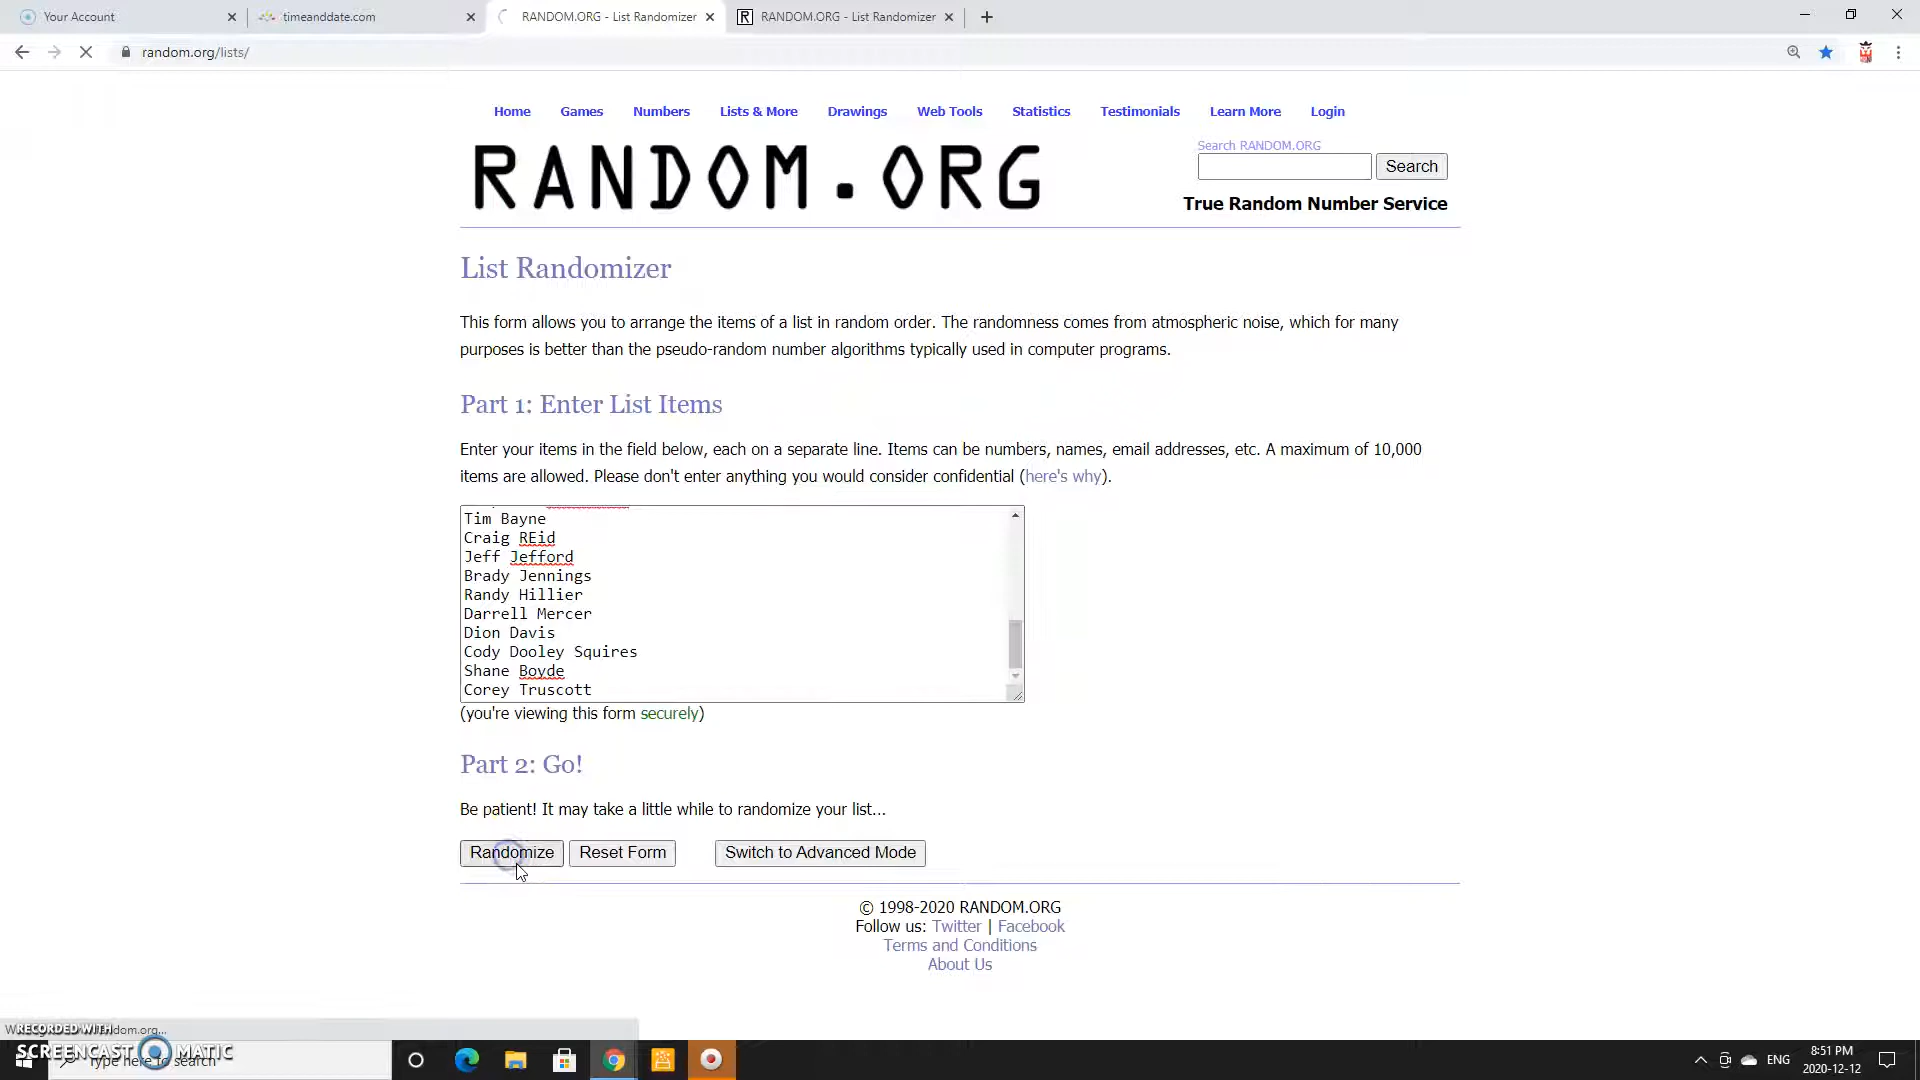 Your Account
timeanddate.com
RANDOM.ORG - List Randomizer
RANDOM.ORG - List Randomizer
random.org/lists/
Home Games Numbers Lists & More Drawings Web Tools Statistics Testimonials Learn More Login
RANDOM.ORG
Search RANDOM.ORG
Search
True Random Number Service
List Randomizer
This form allows you to arrange the items of a list in random order. The randomness comes from atmospheric noise, which for many
purposes is better than the pseudo-random number algorithms typically used in computer programs.
Part 1: Enter List Items
Enter your items in the field below, each on a separate line. Items can be numbers, names, email addresses, etc. A maximum of 10,000
items are allowed. Please don't enter anything you would consider confidential (here's why).
Tim Bayne
Craig REid
Jeff Jefford
Brady Jennings
Randy Hillier
Darrell Mercer
Dion Davis
Cody Dooley Squires
Shane Boyde
Corey Truscott
(you're viewing this form securely)
Part 2: Go!
Be patient! It may take a little while to randomize your list...
Randomize Reset Form Switch to Advanced Mode
© 1998-2020 RANDOM.ORG
Follow us: Twitter | Facebook
Terms and Conditions
About Us
RECORDED WITH
SCREENCAST MATIC
Type here to search
ENG
8:51 PM
2020-12-12